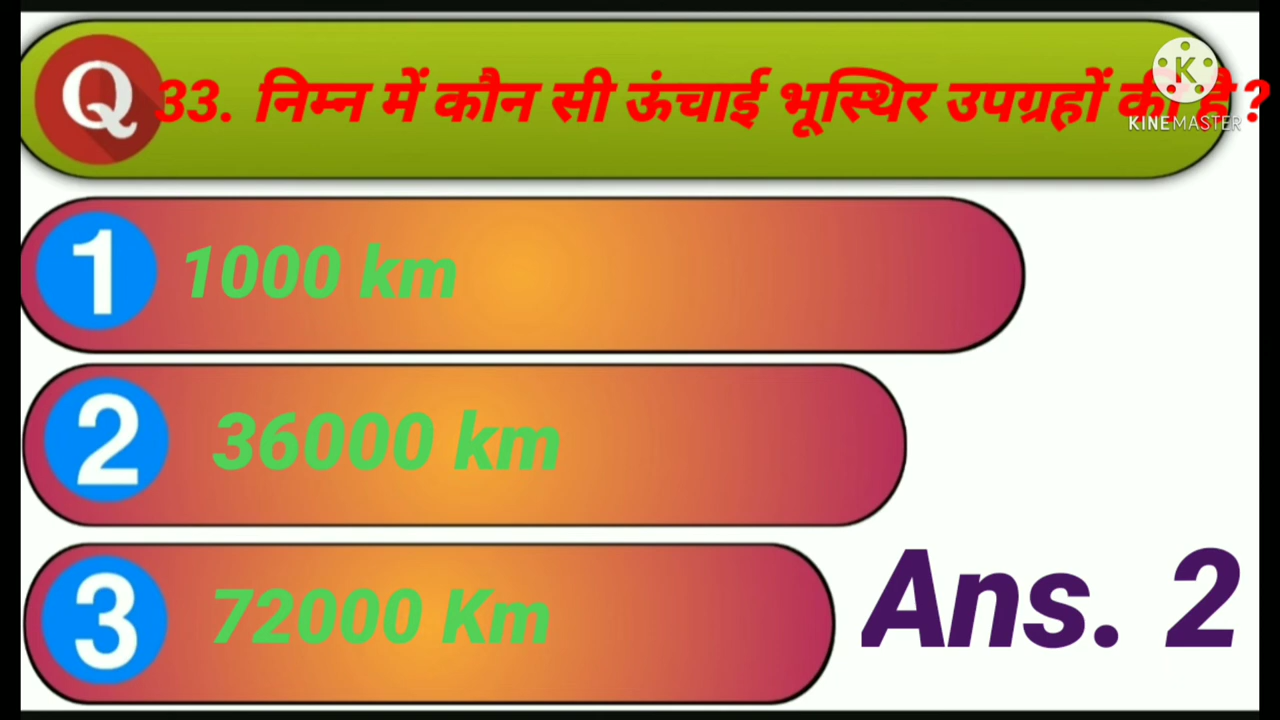 Q 33. निम्न में कौन सी ऊंचाई भूस्थिर उपग्रहों की है?
KINEMASTER
1 1000 km
2 36000 km
3 72000 Km
Ans. 2